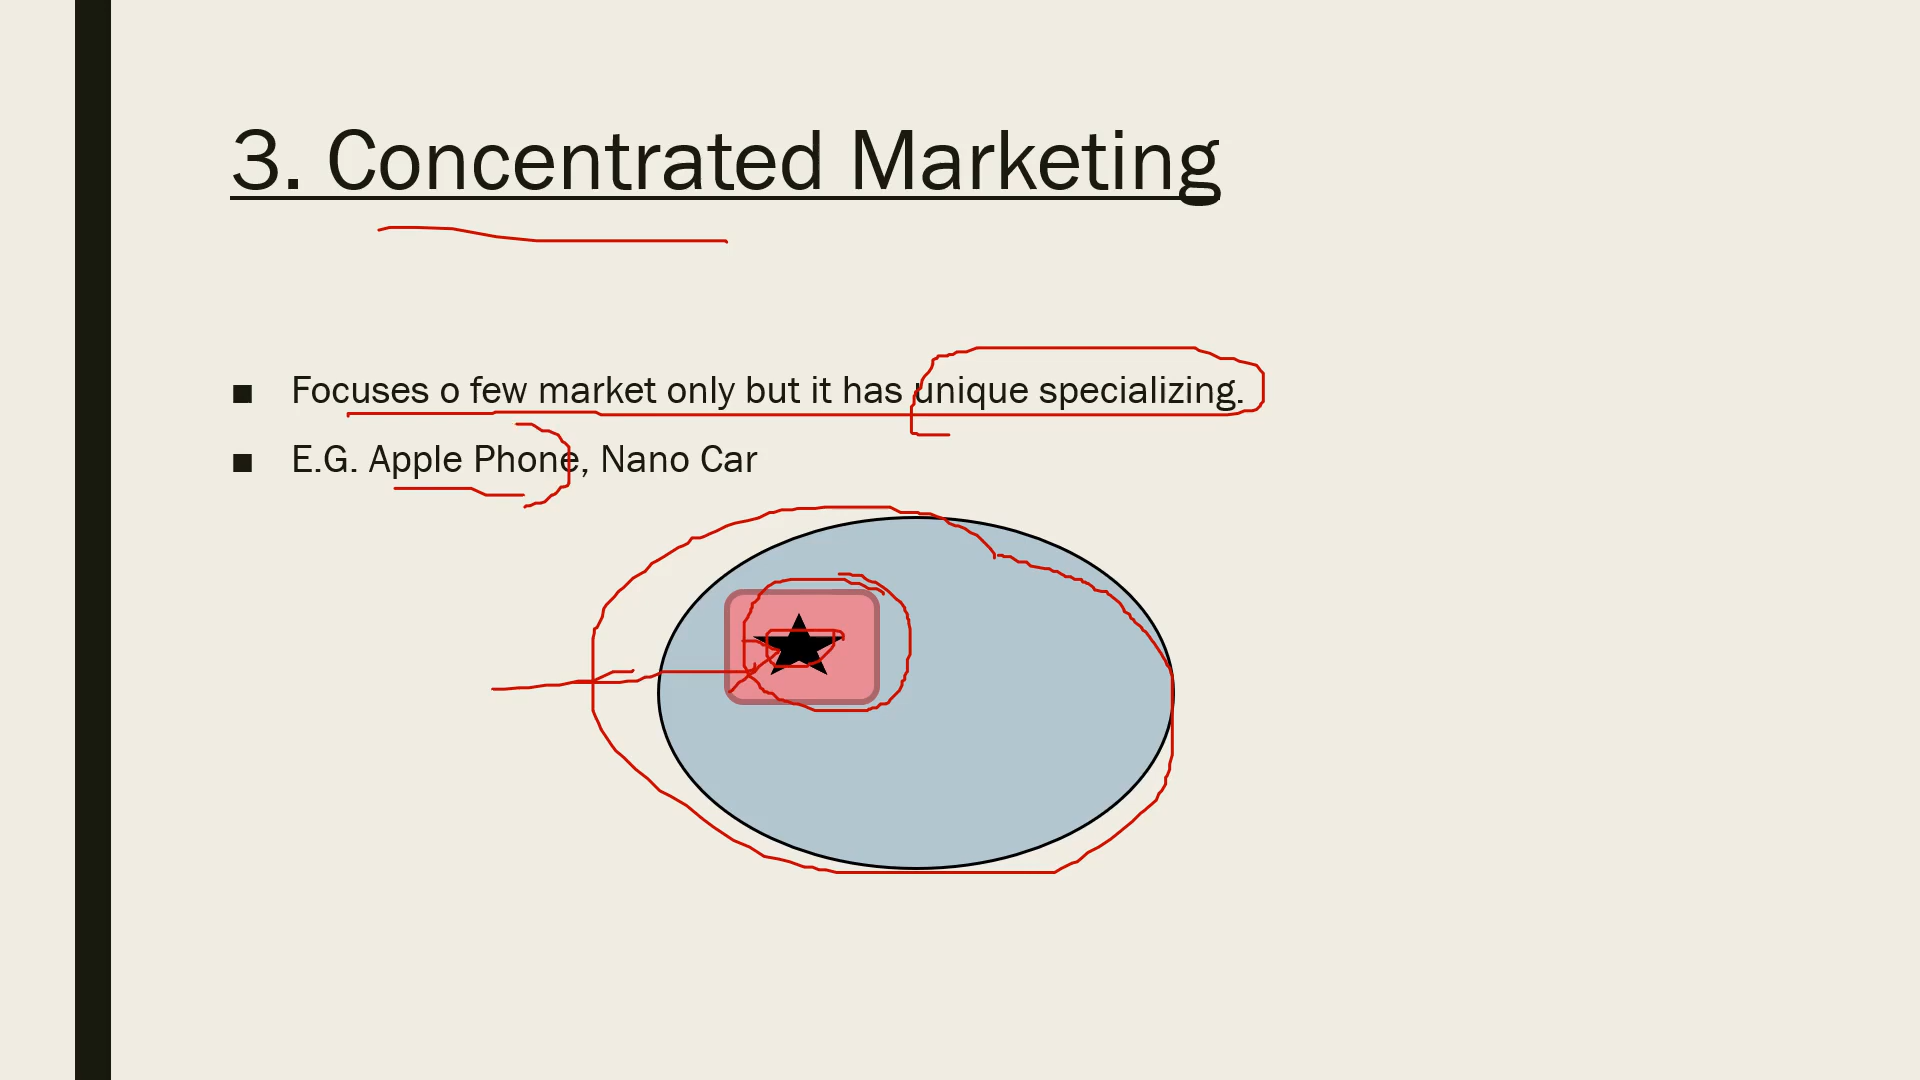 3. Concentrated Marketing
■ Focuses o few market only but it has unique specializing.
■ E.G. Apple Phone, Nano Car